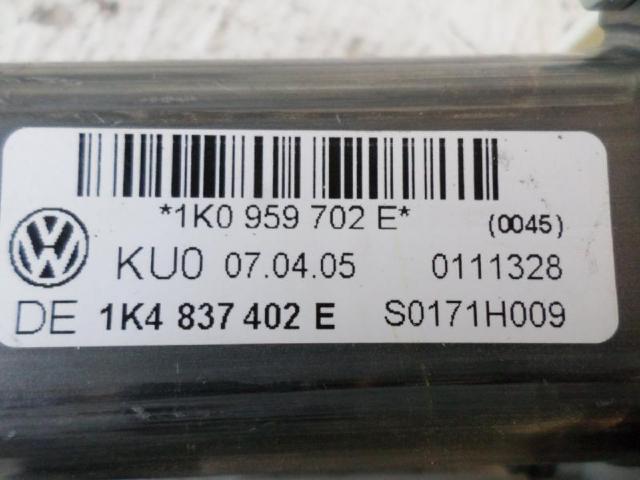 *1K0 959 702 E* (0045)
KU0 07.04.05 0111328
DE 1K4 837 402 E S0171H009